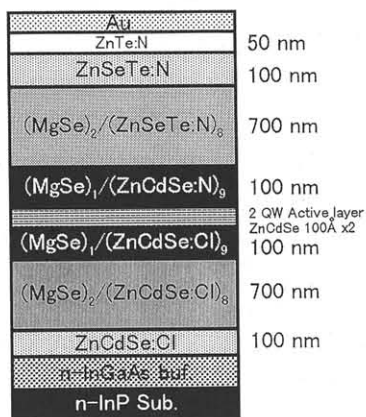 Au
ZnTe:N 50 nm
ZnSeTe:N 100 nm
(MgSe)₂/(ZnSeTe:N)₈ 700 nm
(MgSe)₁/(ZnCdSe:N)₉ 100 nm
2 QW Active layer
ZnCdSe 100Å x2
(MgSe)₁/(ZnCdSe:Cl)₉ 100 nm
(MgSe)₂/(ZnCdSe:Cl)₈ 700 nm
ZnCdSe:Cl 100 nm
n-InGaAs buf
n-InP Sub.